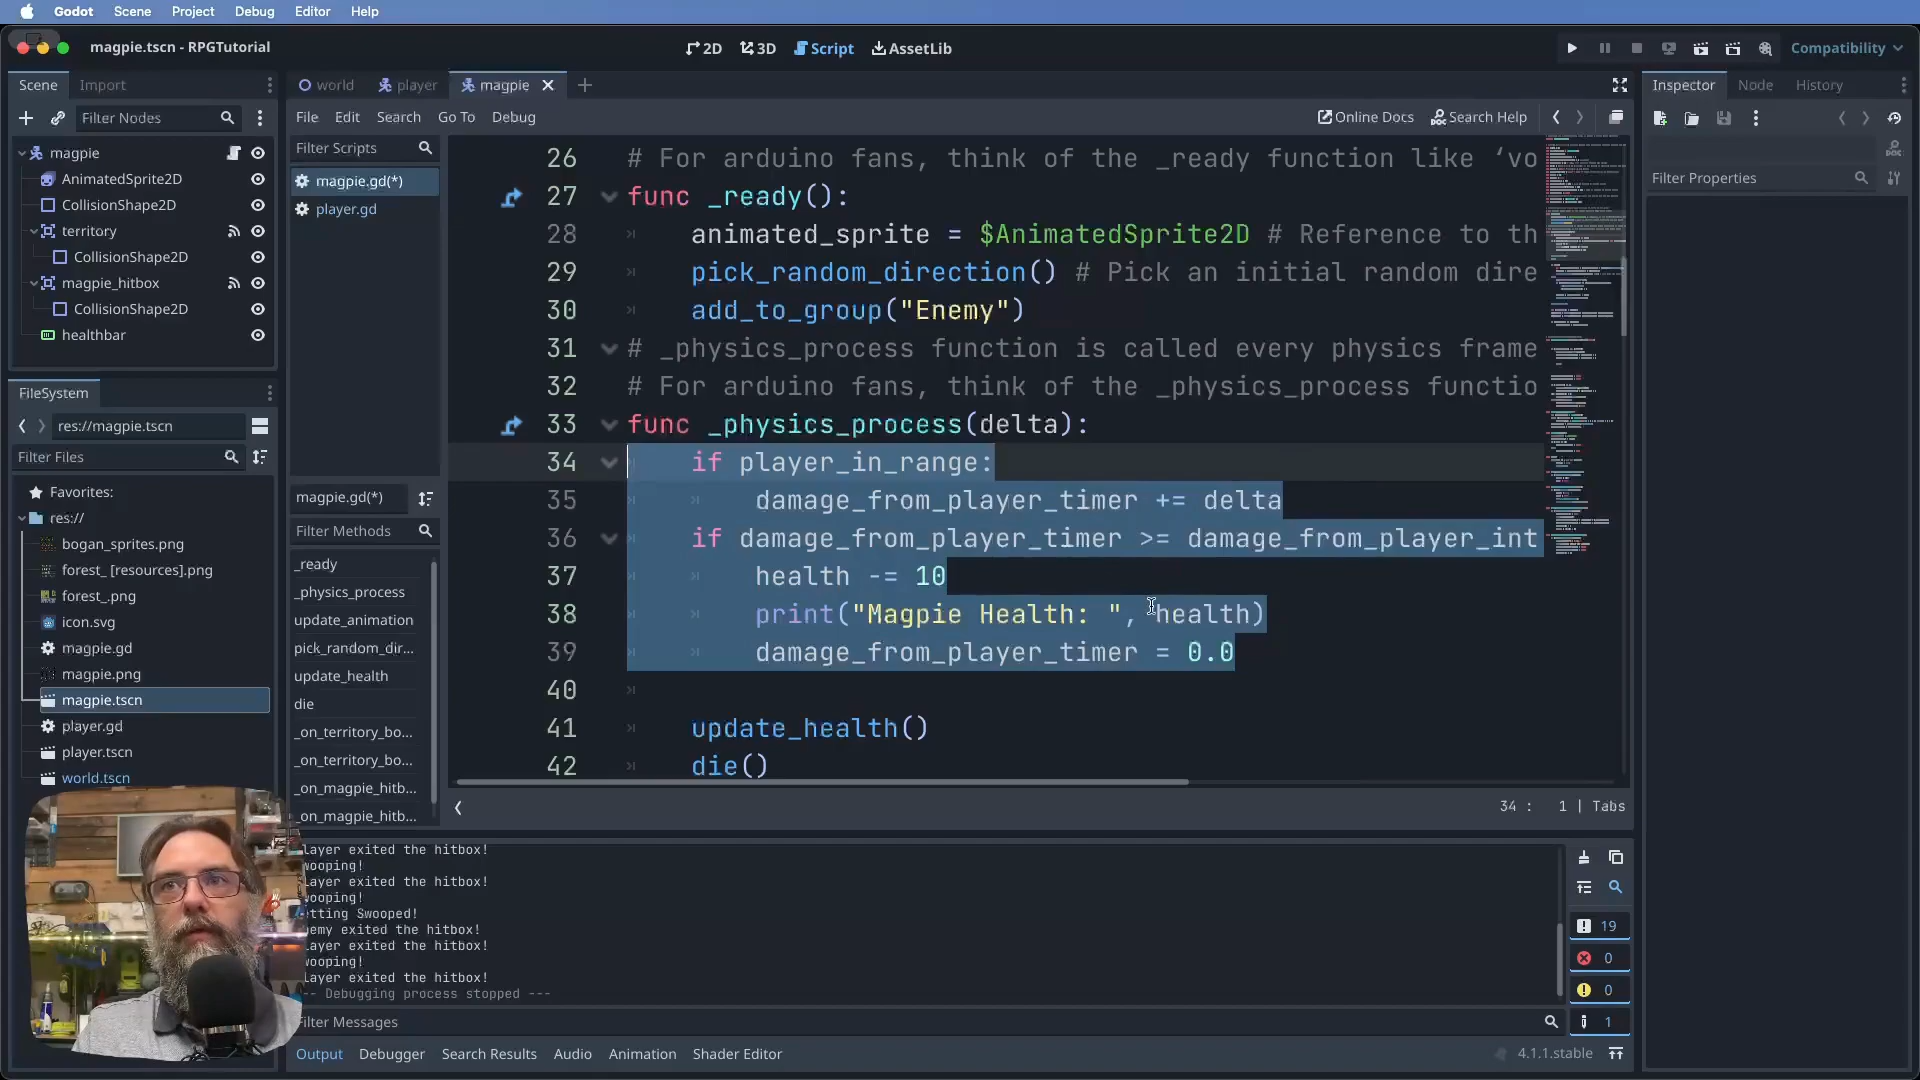 Godot Scene Project Debug Editor Help
magpie.tscn - RPGTutorial
2D 3D Script AssetLib
Compatibility
Scene Import
Filter Nodes
magpie
AnimatedSprite2D
CollisionShape2D
territory
CollisionShape2D
magpie_hitbox
CollisionShape2D
healthbar
FileSystem
res://magpie.tscn
Filter Files
Favorites:
res://
bogan_sprites.png
forest_ [resources].png
forest_.png
icon.svg
magpie.gd
magpie.png
magpie.tscn
player.gd
player.tscn
world.tscn
world player magpie
File Edit Search Go To Debug
Online Docs Search Help
Filter Scripts
magpie.gd(*)
player.gd
magpie.gd(*)
Filter Methods
_ready
_physics_process
update_animation
pick_random_dir...
update_health
die
_on_territory_bo...
_on_territory_bo...
_on_magpie_hitb...
_on_magpie_hitb...
26 # For arduino fans, think of the _ready function like ‘vo
27 func _ready():
28 animated_sprite = $AnimatedSprite2D # Reference to th
29 pick_random_direction() # Pick an initial random dire
30 add_to_group("Enemy")
31 # _physics_process function is called every physics frame
32 # For arduino fans, think of the _physics_process functio
33 func _physics_process(delta):
34 if player_in_range:
35 damage_from_player_timer += delta
36 if damage_from_player_timer >= damage_from_player_int
37 health -= 10
38 print("Magpie Health: ", health)
39 damage_from_player_timer = 0.0
40
41 update_health()
42 die()
34 : 1 | Tabs
layer exited the hitbox!
wooping!
layer exited the hitbox!
wooping!
etting Swooped!
nemy exited the hitbox!
layer exited the hitbox!
wooping!
layer exited the hitbox!
-- Debugging process stopped ---
ilter Messages
19
0
0
1
Output Debugger Search Results Audio Animation Shader Editor
4.1.1.stable
Inspector Node History
Filter Properties